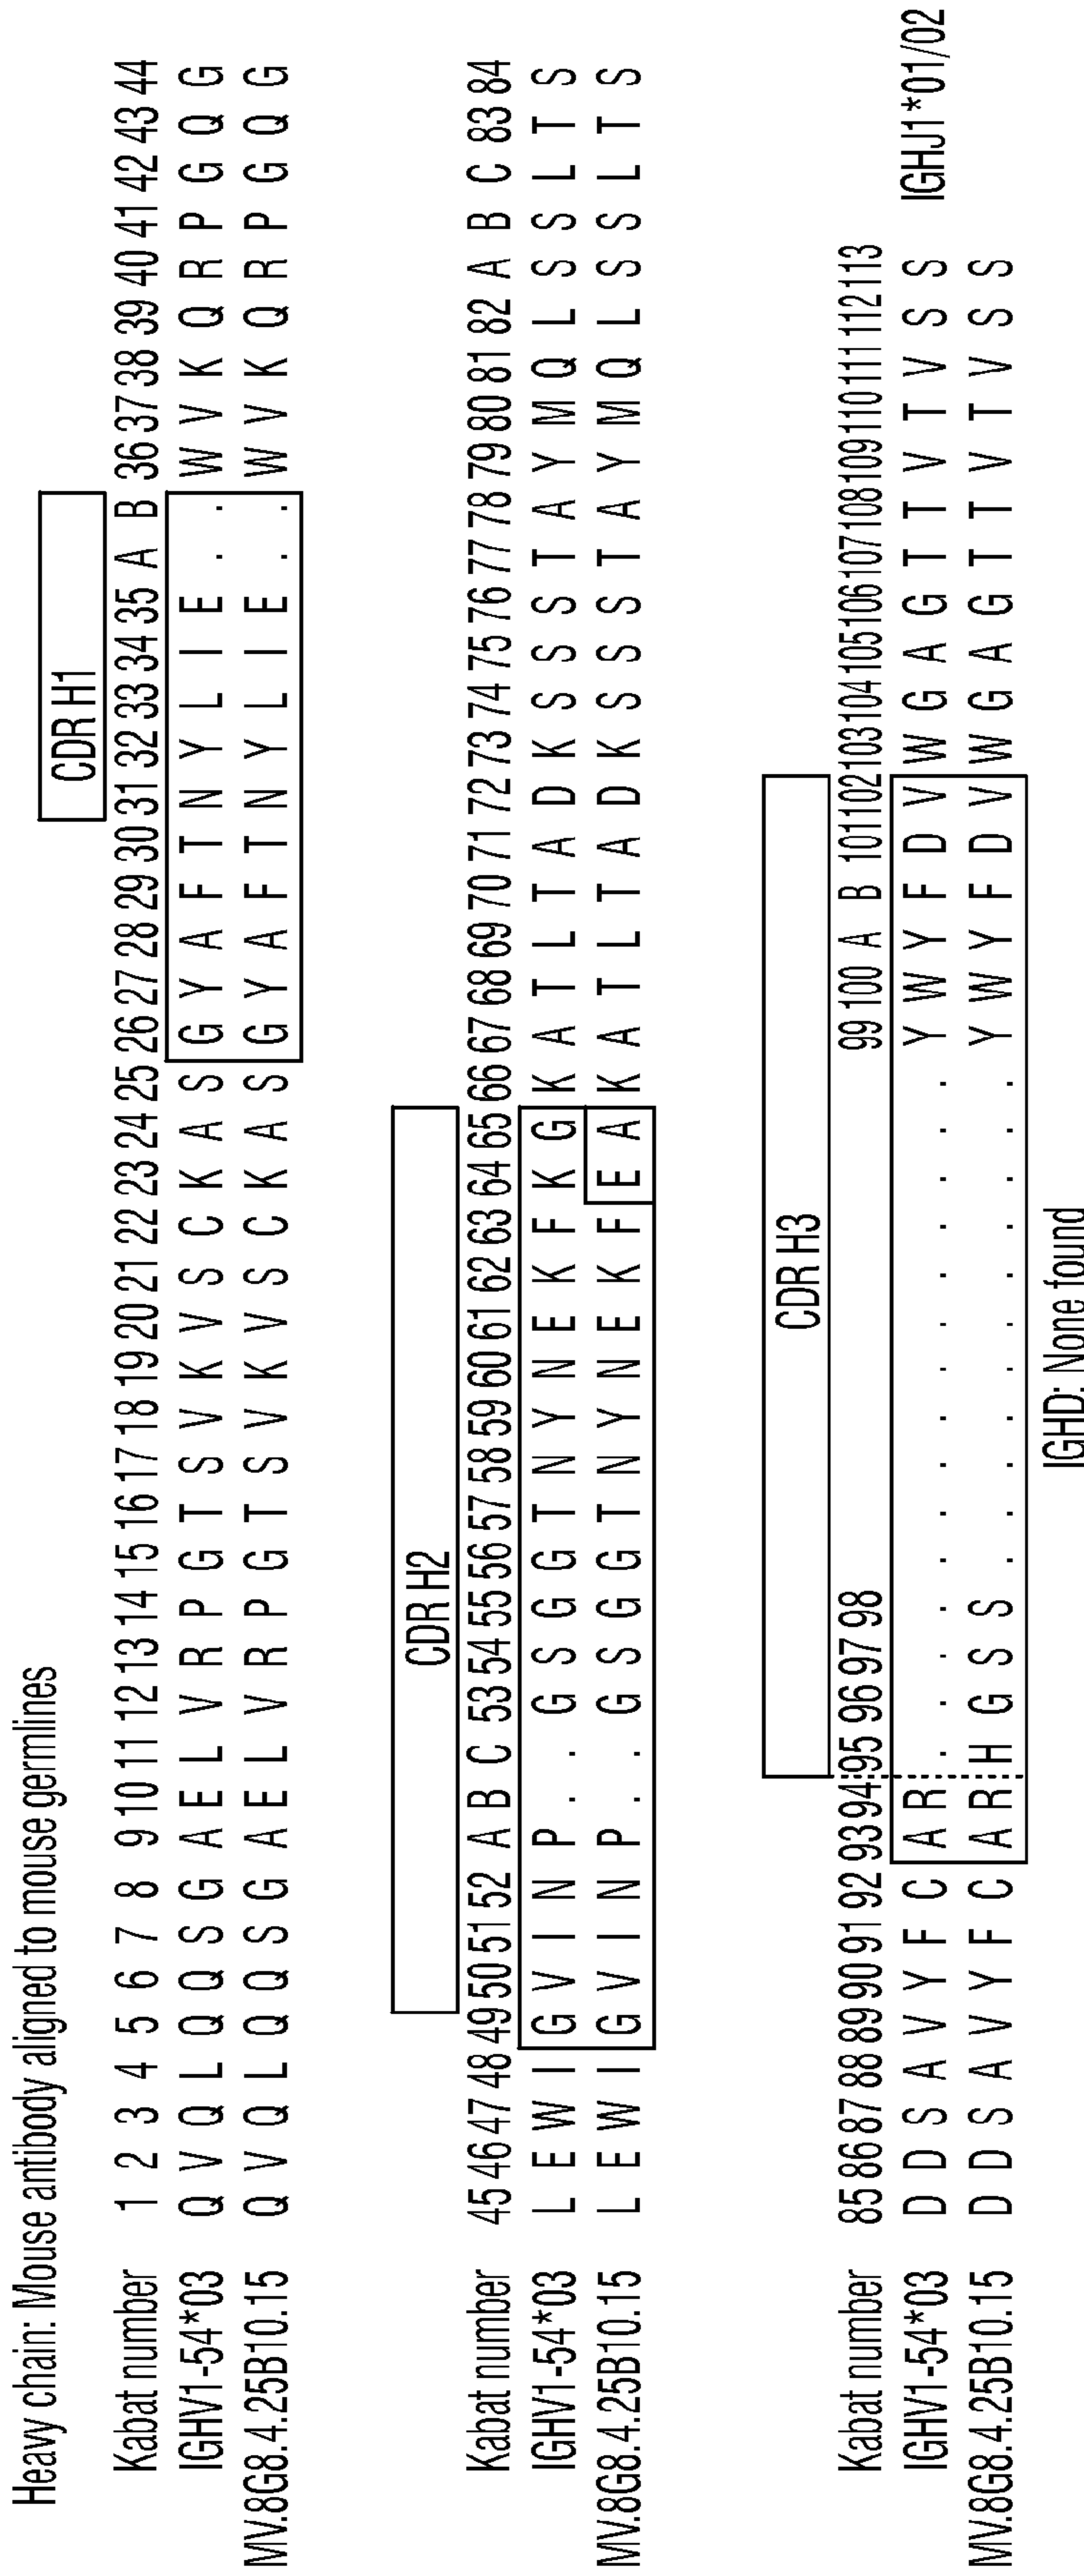 Heavy chain: Mouse antibody aligned to mouse germlines
CDR H1
Kabat number 1 2 3 4 5 6 7 8 9 10 11 12 13 14 15 16 17 18 19 20 21 22 23 24 25 26 27 28 29 30 31 32 33 34 35 A B 36 37 38 39 40 41 42 43 44
IGHV1-54*03 Q V Q L Q Q S G A E L V R P G T S V K V S C K A S G Y A F T N Y L I E . . W V K Q R P G Q G
MV.8G8.4.25B10.15 Q V Q L Q Q S G A E L V R P G T S V K V S C K A S G Y A F T N Y L I E . . W V K Q R P G Q G
CDR H2
Kabat number 45 46 47 48 49 50 51 52 A B C 53 54 55 56 57 58 59 60 61 62 63 64 65 66 67 68 69 70 71 72 73 74 75 76 77 78 79 80 81 82 A B C 83 84
IGHV1-54*03 L E W I G V I N P . . G S G G T N Y N E K F K G K A T L T A D K S S S T A Y M Q L S S L T S
MV.8G8.4.25B10.15 L E W I G V I N P . . G S G G T N Y N E K F E A K A T L T A D K S S S T A Y M Q L S S L T S
CDR H3
Kabat number 85 86 87 88 89 90 91 92 93 94 95 96 97 98 99 100 A B 101 102 103 104 105 106 107 108 109 110 111 112 113
IGHV1-54*03 D D S A V Y F C A R . . . . . . . . . . . . . . . Y W Y F D V W G A G T T V T V S S IGHJ1*01/02
MV.8G8.4.25B10.15 D D S A V Y F C A R H G S S . . . . . . . . . . . Y W Y F D V W G A G T T V T V S S
IGHD: None found